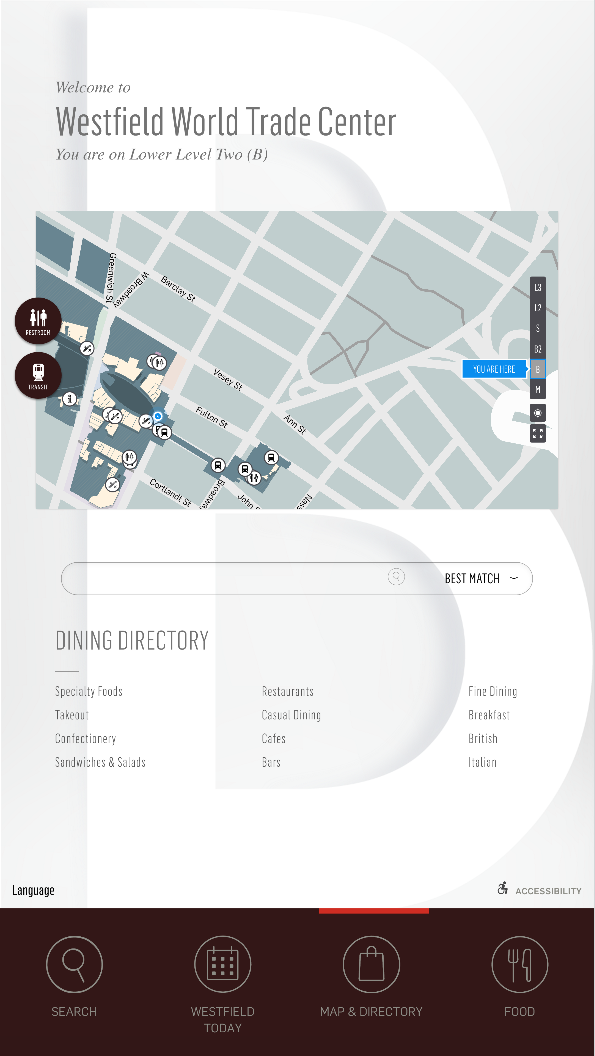 Welcome to
Westfield World Trade Center
You are on Lower Level Two (B)
Greenwich St
W Broadway
Barclay St
L3
L2
S
B2
RESTROOM
YOU ARE HERE
B
TRANSIT
Vesey St
M
Fulton St
Ann St
Cortlandt St
John S
BEST MATCH
DINING DIRECTORY
Specialty Foods
Restaurants
Fine Dining
Takeout
Casual Dining
Breakfast
Confectionery
Cafes
British
Sandwiches & Salads
Bars
Italian
Language
ACCESSIBILITY
SEARCH
WESTFIELD
TODAY
MAP & DIRECTORY
FOOD